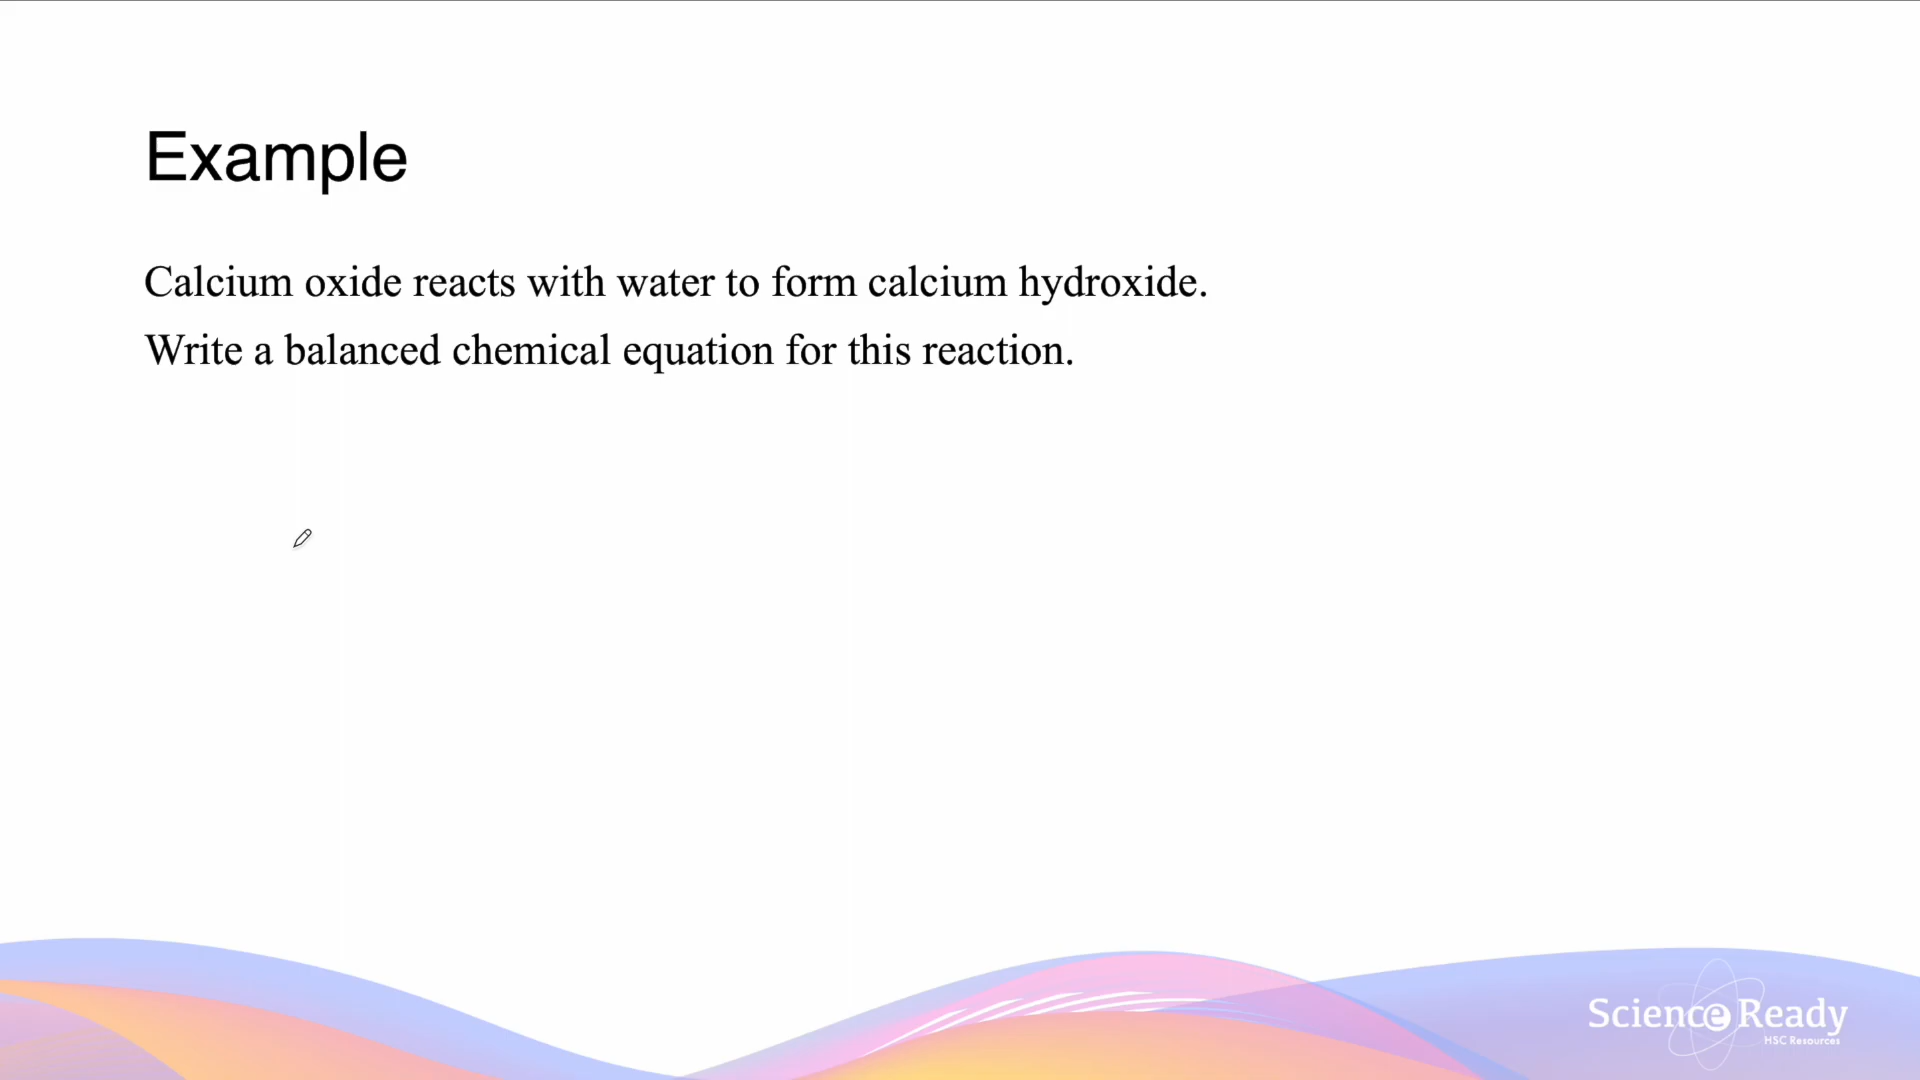 Example
Calcium oxide reacts with water to form calcium hydroxide.
Write a balanced chemical equation for this reaction.
Science Ready
HSC Resources